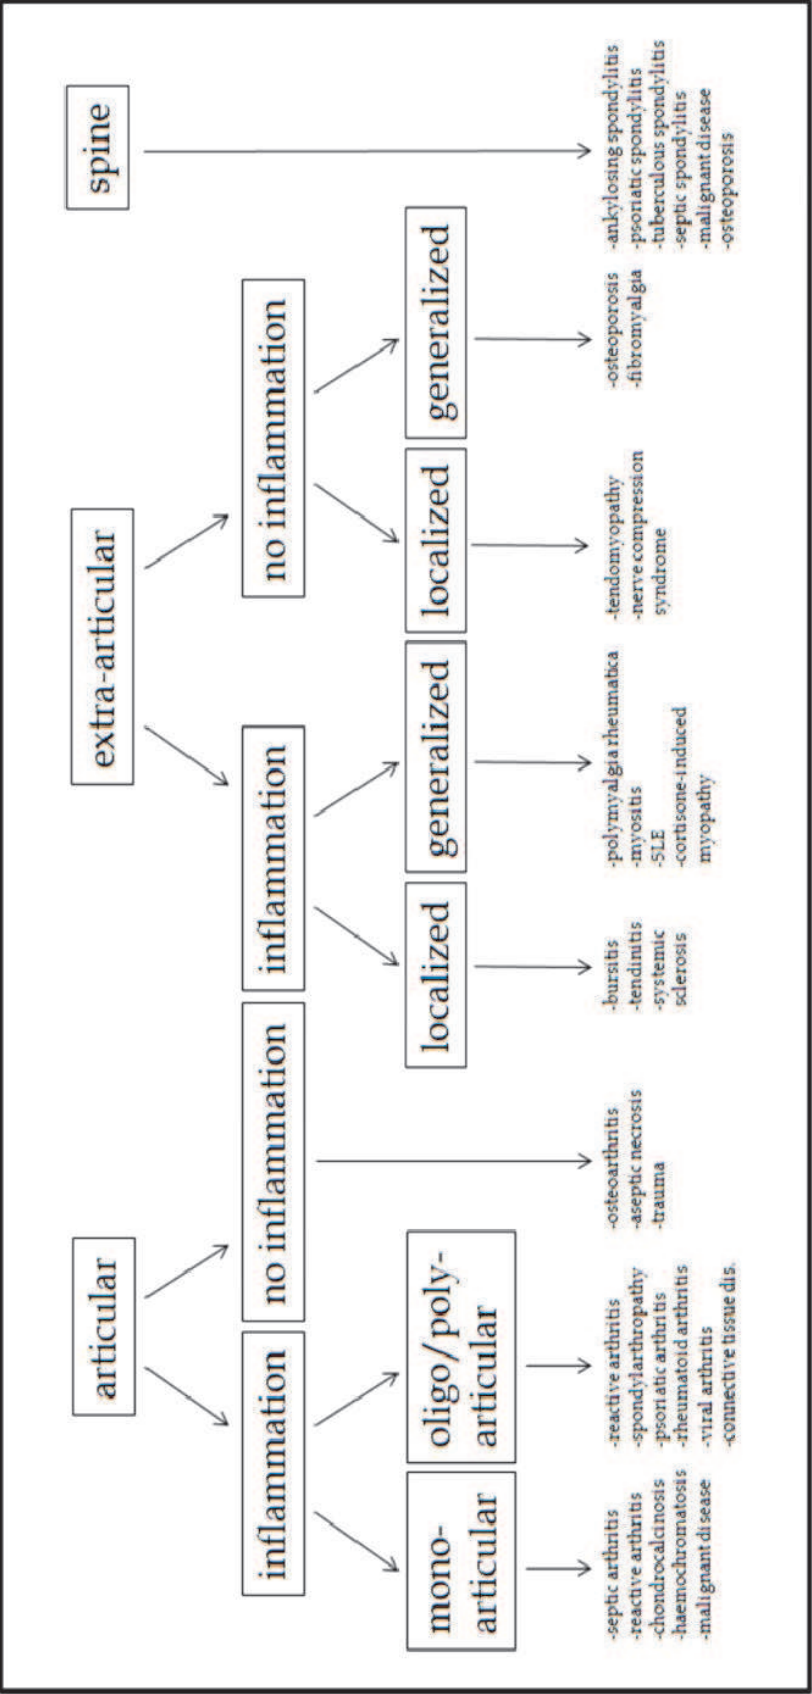 articular
extra-articular
spine
inflammation
no inflammation
inflammation
no inflammation
mono-
articular
oligo/poly-
articular
localized
generalized
localized
generalized
-septic arthritis
-reactive arthritis
-chondrocalcinosis
-haemochromatosis
-malignant disease
-reactive arthritis
-spondylarthropathy
-psoriatic arthritis
-rheumatoid arthritis
-viral arthritis
-connective tissue dis.
-osteoarthritis
-aseptic necrosis
-trauma
-bursitis
-tendinitis
-systemic
sclerosis
-polymyalgia rheumatica
-myositis
-SLE
-cortisone-induced
myopathy
-tendomyopathy
-nerve compression
syndrome
-osteoporosis
-fibromyalgia
-ankylosing spondylitis
-psoriatic spondylitis
-tuberculous spondylitis
-septic spondylitis
-malignant disease
-osteoporosis